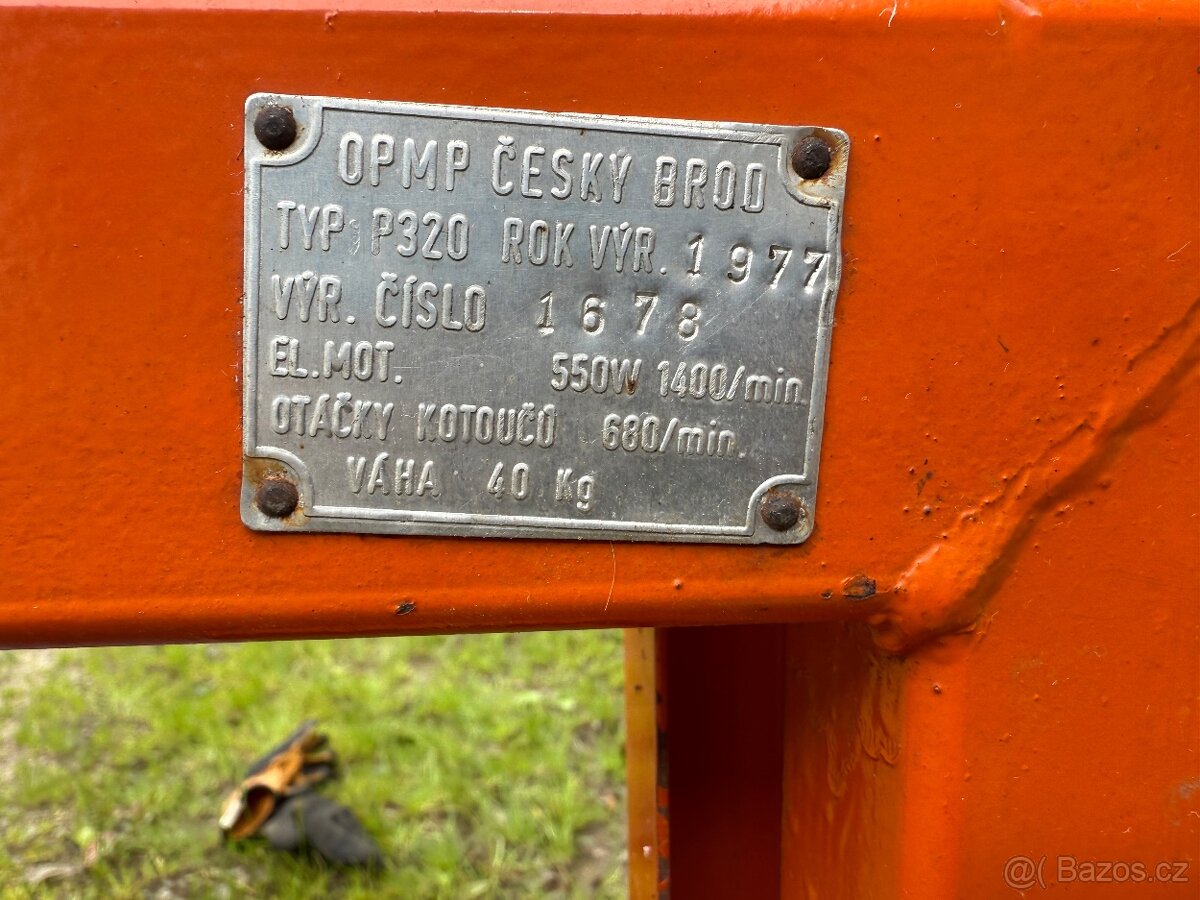 OPMP ČESKÝ BROD
TYP: P320 ROK VÝR. 1977
VÝR. ČÍSLO 1678
EL.MOT. 550W 1400/min.
OTÁČKY KOTOUČŮ 680/min.
VÁHA 40 Kg
@( Bazos.cz